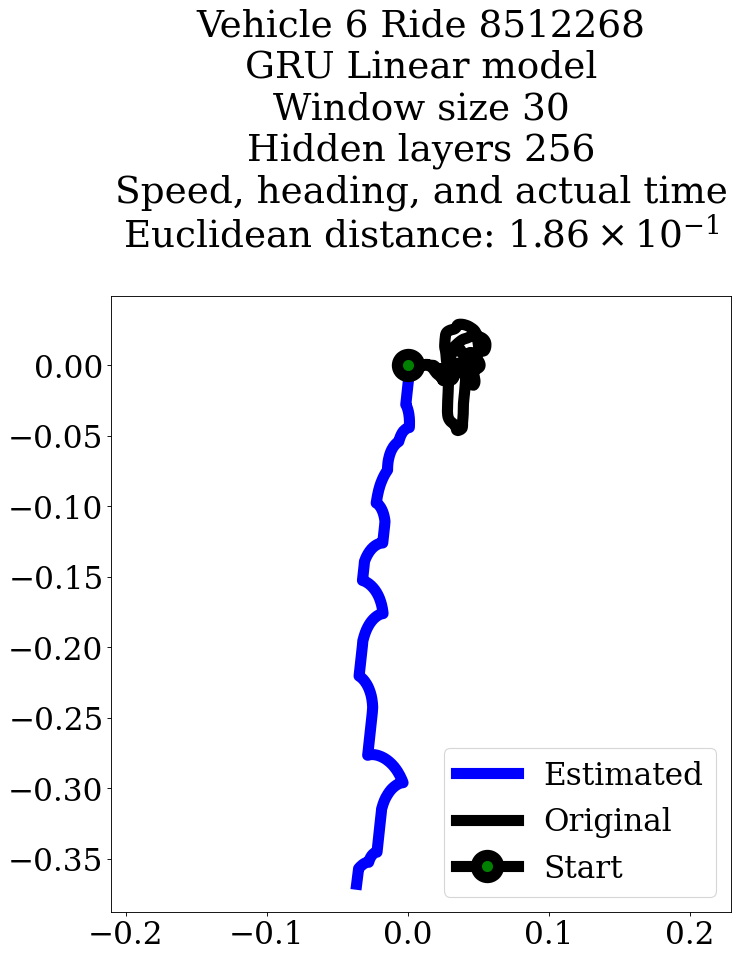 Vehicle 6 Ride 8512268
GRU Linear model
Window size 30
Hidden layers 256
Speed, heading, and actual time
Euclidean distance: 1.86 × 10⁻¹
0.00
−0.05
−0.10
−0.15
−0.20
−0.25
−0.30
−0.35
Estimated
Original
Start
−0.2 −0.1 0.0 0.1 0.2